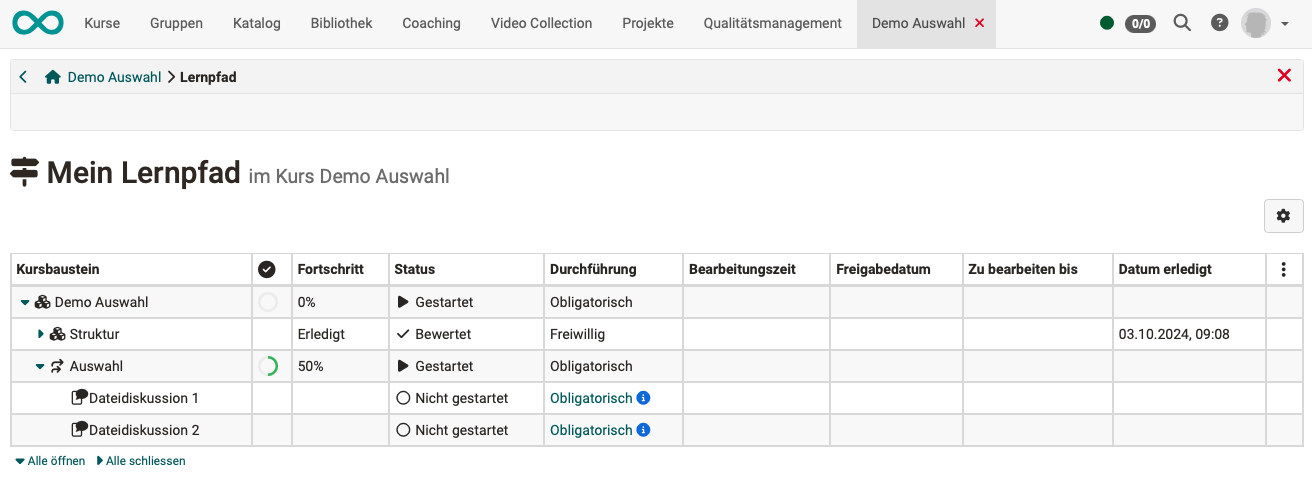 Kurse Gruppen Katalog Bibliothek Coaching Video Collection Projekte Qualitätsmanagement Demo Auswahl 0/0 ?
Demo Auswahl Lernpfad
Mein Lernpfad im Kurs Demo Auswahl
Kursbaustein Fortschritt Status Durchführung Bearbeitungszeit Freigabedatum Zu bearbeiten bis Datum erledigt
Demo Auswahl 0% Gestartet Obligatorisch
Struktur Erledigt Bewertet Freiwillig 03.10.2024, 09:08
Auswahl 50% Gestartet Obligatorisch
Dateidiskussion 1 Nicht gestartet Obligatorisch
Dateidiskussion 2 Nicht gestartet Obligatorisch
Alle öffnen Alle schliessen